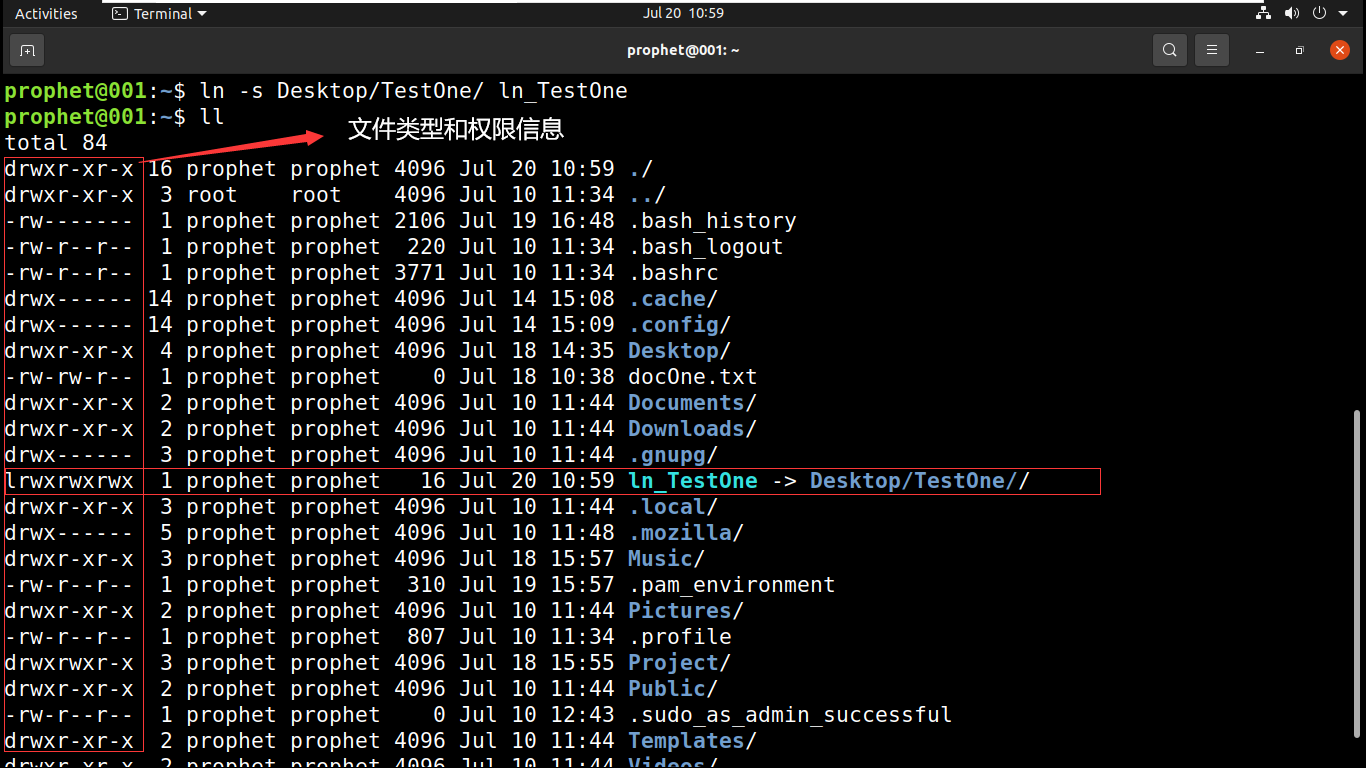 Activities Terminal Jul 20 10:59
prophet@001: ~
prophet@001:~$ ln -s Desktop/TestOne/ ln_TestOne
prophet@001:~$ ll
文件类型和权限信息
total 84
drwxr-xr-x 16 prophet prophet 4096 Jul 20 10:59 ./
drwxr-xr-x  3 root    root    4096 Jul 10 11:34 ../
-rw-------  1 prophet prophet 2106 Jul 19 16:48 .bash_history
-rw-r--r--  1 prophet prophet  220 Jul 10 11:34 .bash_logout
-rw-r--r--  1 prophet prophet 3771 Jul 10 11:34 .bashrc
drwx------ 14 prophet prophet 4096 Jul 14 15:08 .cache/
drwx------ 14 prophet prophet 4096 Jul 14 15:09 .config/
drwxr-xr-x  4 prophet prophet 4096 Jul 18 14:35 Desktop/
-rw-rw-r--  1 prophet prophet    0 Jul 18 10:38 docOne.txt
drwxr-xr-x  2 prophet prophet 4096 Jul 10 11:44 Documents/
drwxr-xr-x  2 prophet prophet 4096 Jul 10 11:44 Downloads/
drwx------  3 prophet prophet 4096 Jul 10 11:44 .gnupg/
lrwxrwxrwx  1 prophet prophet   16 Jul 20 10:59 ln_TestOne -> Desktop/TestOne//
drwxr-xr-x  3 prophet prophet 4096 Jul 10 11:44 .local/
drwx------  5 prophet prophet 4096 Jul 10 11:48 .mozilla/
drwxr-xr-x  3 prophet prophet 4096 Jul 18 15:57 Music/
-rw-r--r--  1 prophet prophet  310 Jul 19 15:57 .pam_environment
drwxr-xr-x  2 prophet prophet 4096 Jul 10 11:44 Pictures/
-rw-r--r--  1 prophet prophet  807 Jul 10 11:34 .profile
drwxrwxr-x  3 prophet prophet 4096 Jul 18 15:55 Project/
drwxr-xr-x  2 prophet prophet 4096 Jul 10 11:44 Public/
-rw-r--r--  1 prophet prophet    0 Jul 10 12:43 .sudo_as_admin_successful
drwxr-xr-x  2 prophet prophet 4096 Jul 10 11:44 Templates/
drwxr-xr-x  2 prophet prophet 4096 Jul 10 11:44 Videos/